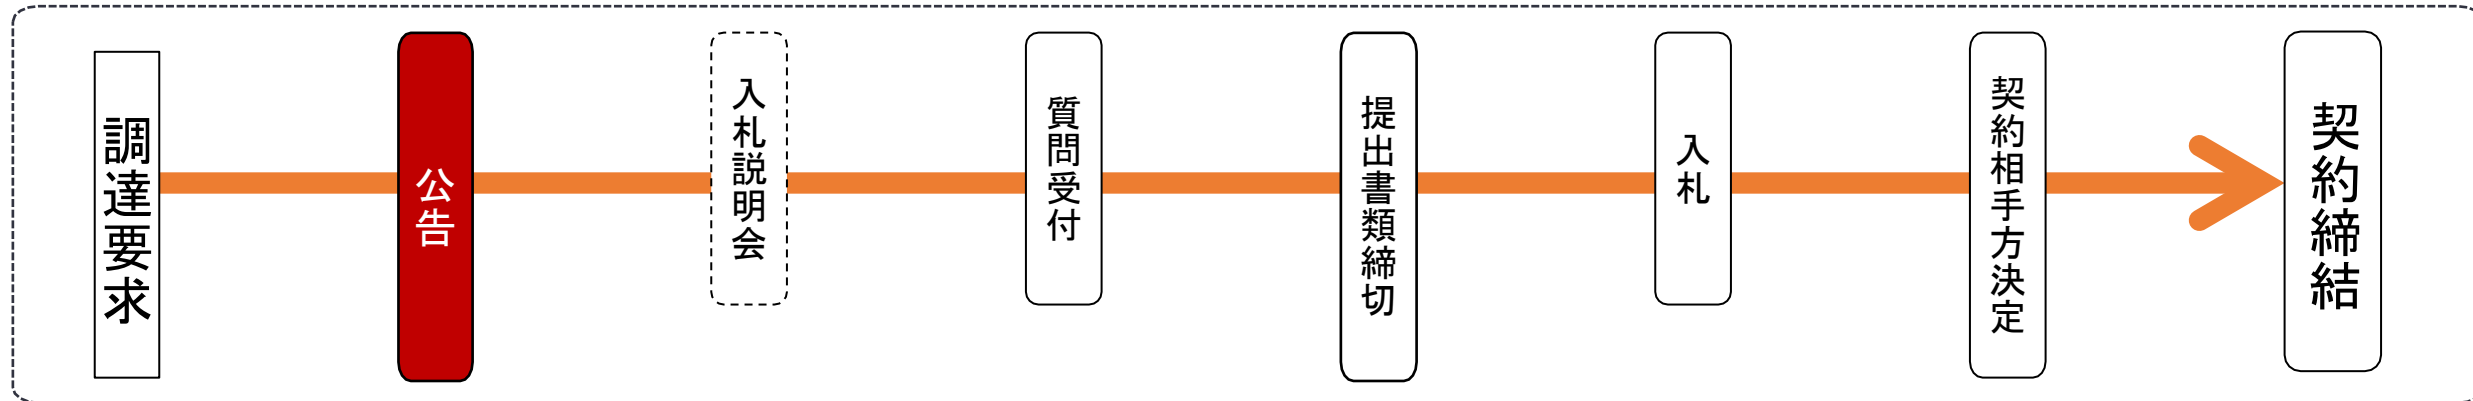 調達要求
公告
入札説明会
質問受付
提出書類締切
入札
契約相手方決定
契約締結